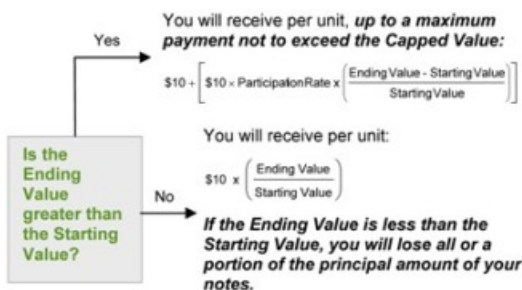 You will receive per unit, up to a maximum
payment not to exceed the Capped Value:
Yes
$10 + [$10 × Participation Rate x (Ending Value - Starting Value / Starting Value)]
You will receive per unit:
Is the
Ending
Value
greater than
the Starting
Value?
No
$10 x (Ending Value / Starting Value)
If the Ending Value is less than the
Starting Value, you will lose all or a
portion of the principal amount of your
notes.